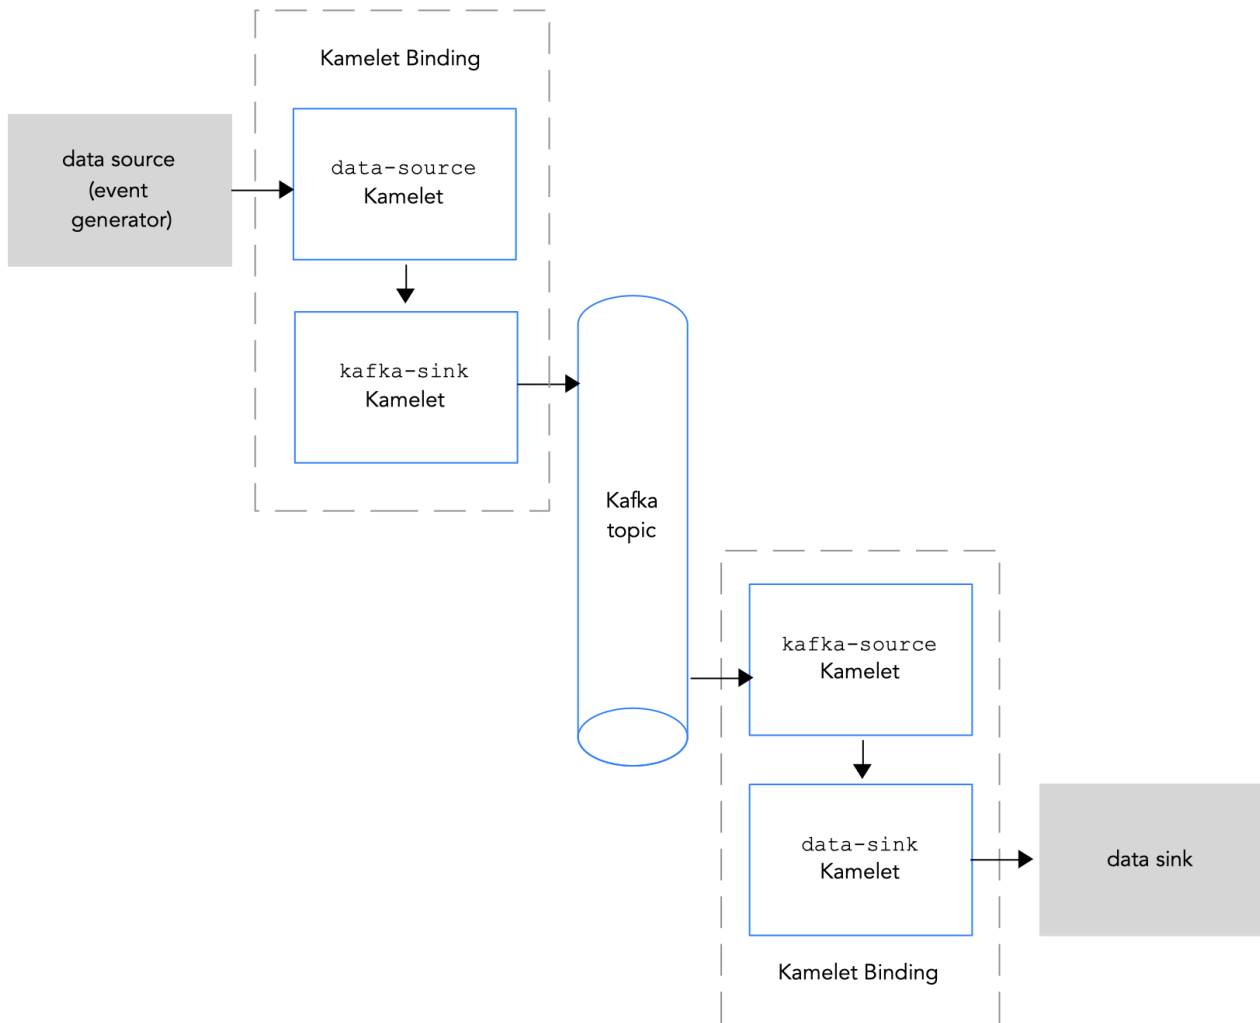 Kamelet Binding
data source
(event
generator)
data-source
Kamelet
kafka-sink
Kamelet
Kafka
topic
kafka-source
Kamelet
data-sink
Kamelet
data sink
Kamelet Binding